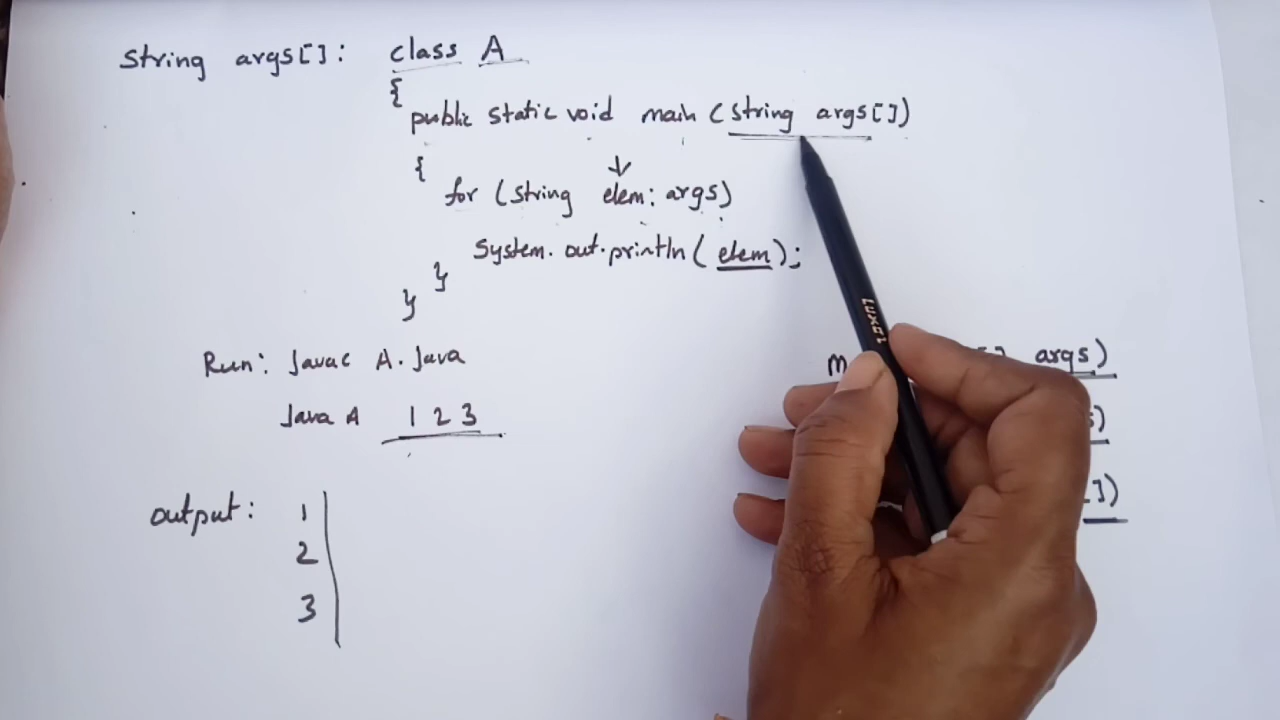 String args[]: class A
{
public static void main (string args[])
{
for (string elem: args)
System.out.println(elem);
}
}
Run: Javac A.Java
Java A 1 2 3
output: 1
2
3
args)
LUXOR